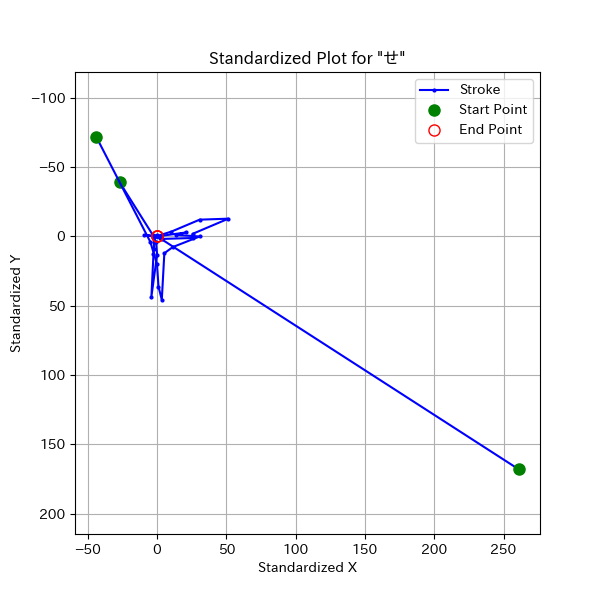 Standardized Plot for "せ"
Stroke
Start Point
End Point
Standardized Y
−100
−50
0
50
100
150
200
−50 0 50 100 150 200 250
Standardized X